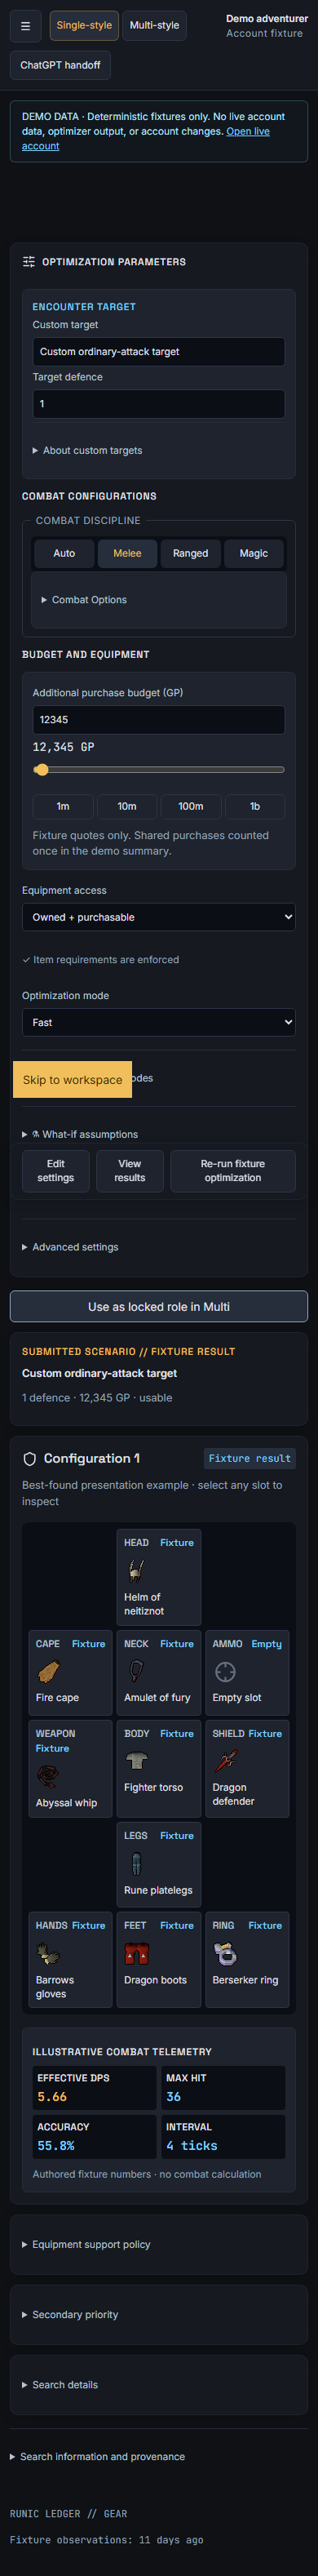 ☰ Single-style Multi-style Demo adventurer
Account fixture
ChatGPT handoff
DEMO DATA · Deterministic fixtures only. No live account
data, optimizer output, or account changes. Open live
account
OPTIMIZATION PARAMETERS
ENCOUNTER TARGET
Custom target
Custom ordinary-attack target
Target defence
1
▶ About custom targets
COMBAT CONFIGURATIONS
COMBAT DISCIPLINE
Auto Melee Ranged Magic
▶ Combat Options
BUDGET AND EQUIPMENT
Additional purchase budget (GP)
12345
12,345 GP
1m 10m 100m 1b
Fixture quotes only. Shared purchases counted
once in the demo summary.
Equipment access
Owned + purchasable
✓ Item requirements are enforced
Optimization mode
Fast
Skip to workspace odes
▶ ⚗ What-if assumptions
Edit
settings
View
results
Re-run fixture
optimization
▶ Advanced settings
Use as locked role in Multi
SUBMITTED SCENARIO // FIXTURE RESULT
Custom ordinary-attack target
1 defence · 12,345 GP · usable
Configuration 1 Fixture result
Best-found presentation example · select any slot to
inspect
HEAD Fixture
Helm of
neitiznot
CAPE Fixture
Fire cape
NECK Fixture
Amulet of fury
AMMO Empty
Empty slot
WEAPON
Fixture
Abyssal whip
BODY Fixture
Fighter torso
SHIELD Fixture
Dragon
defender
LEGS Fixture
Rune platelegs
HANDS Fixture
Barrows
gloves
FEET Fixture
Dragon boots
RING Fixture
Berserker ring
ILLUSTRATIVE COMBAT TELEMETRY
EFFECTIVE DPS
5.66
MAX HIT
36
ACCURACY
55.8%
INTERVAL
4 ticks
Authored fixture numbers · no combat calculation
▶ Equipment support policy
▶ Secondary priority
▶ Search details
▶ Search information and provenance
RUNIC LEDGER // GEAR
Fixture observations: 11 days ago